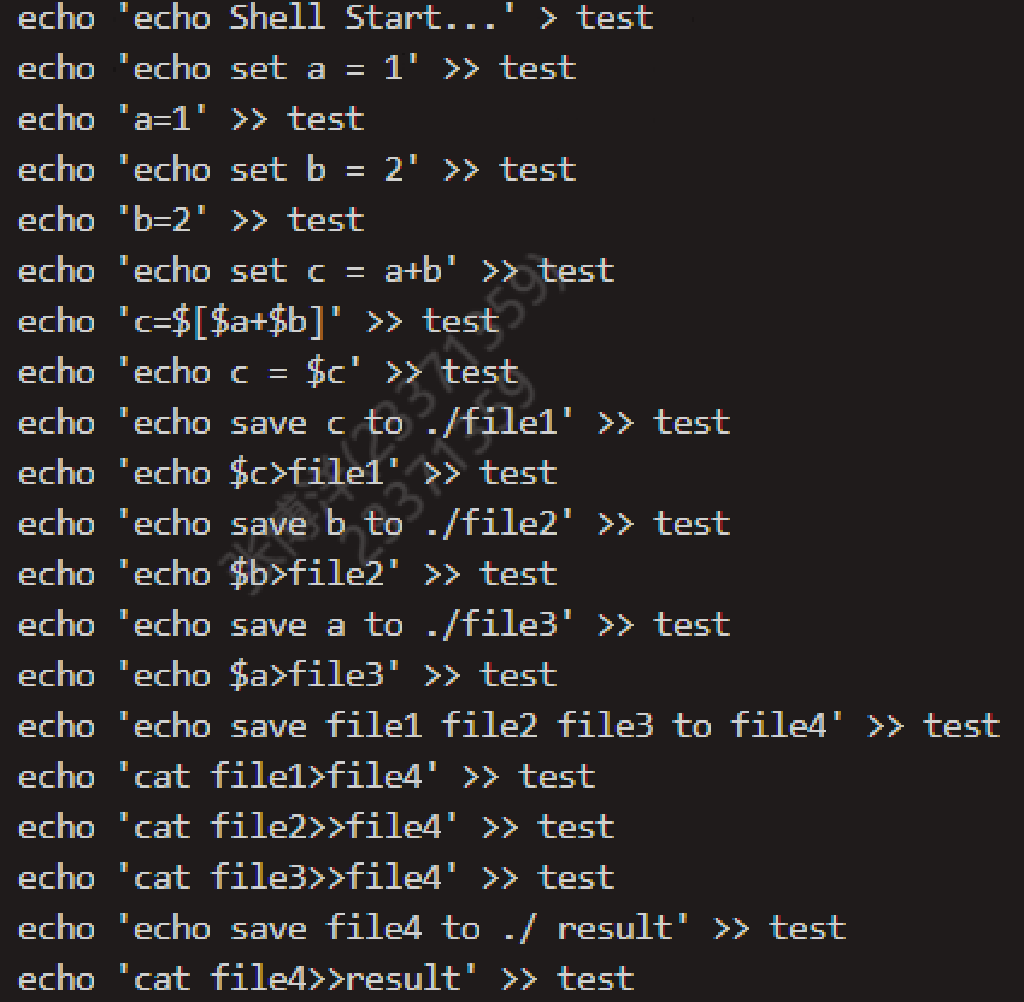 echo 'echo Shell Start...' > test
echo 'echo set a = 1' >> test
echo 'a=1' >> test
echo 'echo set b = 2' >> test
echo 'b=2' >> test
echo 'echo set c = a+b' >> test
echo 'c=$[$a+$b]' >> test
echo 'echo c = $c' >> test
echo 'echo save c to ./file1' >> test
echo 'echo $c>file1' >> test
echo 'echo save b to ./file2' >> test
echo 'echo $b>file2' >> test
echo 'echo save a to ./file3' >> test
echo 'echo $a>file3' >> test
echo 'echo save file1 file2 file3 to file4' >> test
echo 'cat file1>file4' >> test
echo 'cat file2>>file4' >> test
echo 'cat file3>>file4' >> test
echo 'echo save file4 to ./ result' >> test
echo 'cat file4>>result' >> test
张博洋(23371359)
23371359